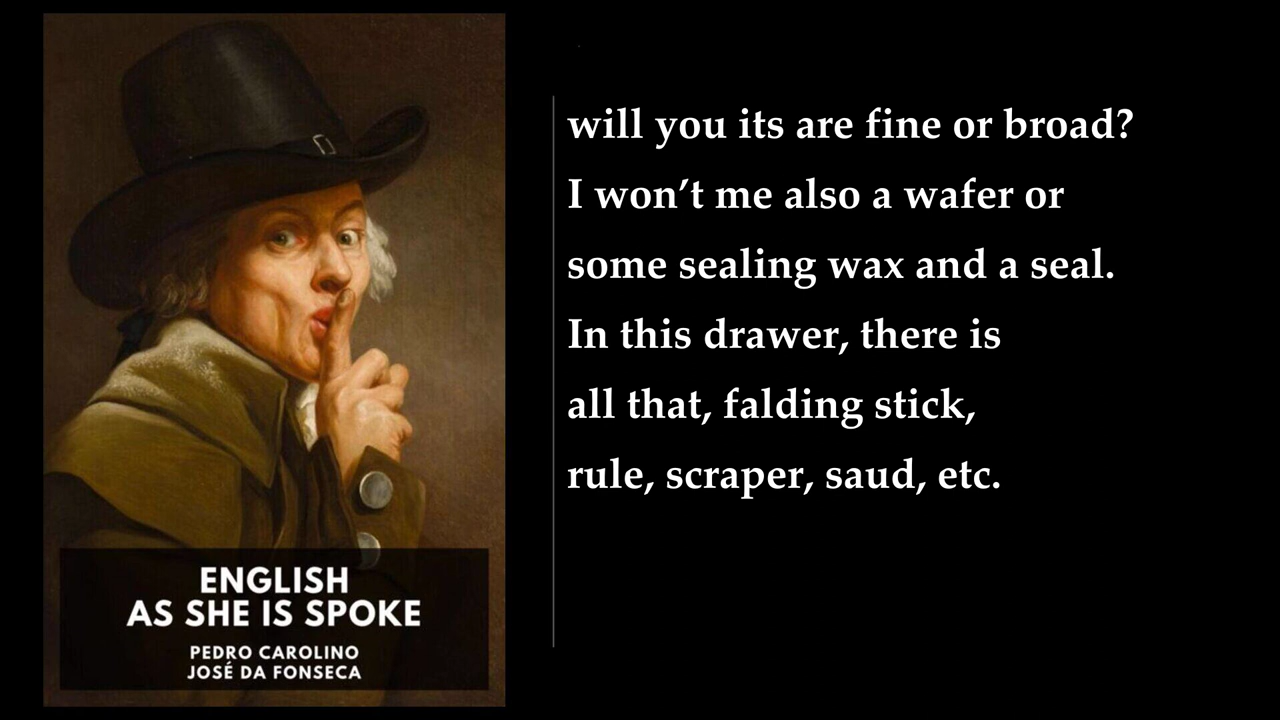 will you its are fine or broad?
I won’t me also a wafer or
some sealing wax and a seal.
In this drawer, there is
all that, falding stick,
rule, scraper, saud, etc.
ENGLISH
AS SHE IS SPOKE
PEDRO CAROLINO
JOSÉ DA FONSECA